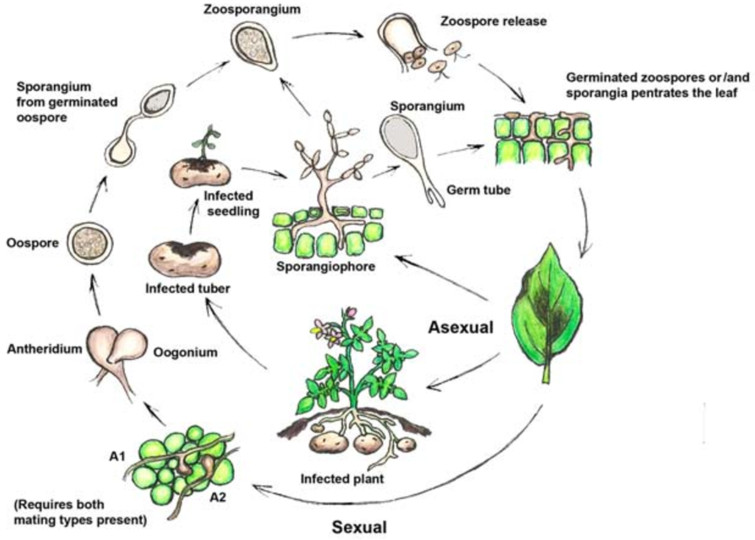 Zoosporangium
Zoospore release
Germinated zoospores or/and
sporangia pentrates the leaf
Sporangium
from germinated
oospore
Sporangium
Infected
seedling
Germ tube
Oospore
Sporangiophore
Infected tuber
Asexual
Antheridium
Oogonium
A1
A2
Infected plant
(Requires both
mating types present)
Sexual